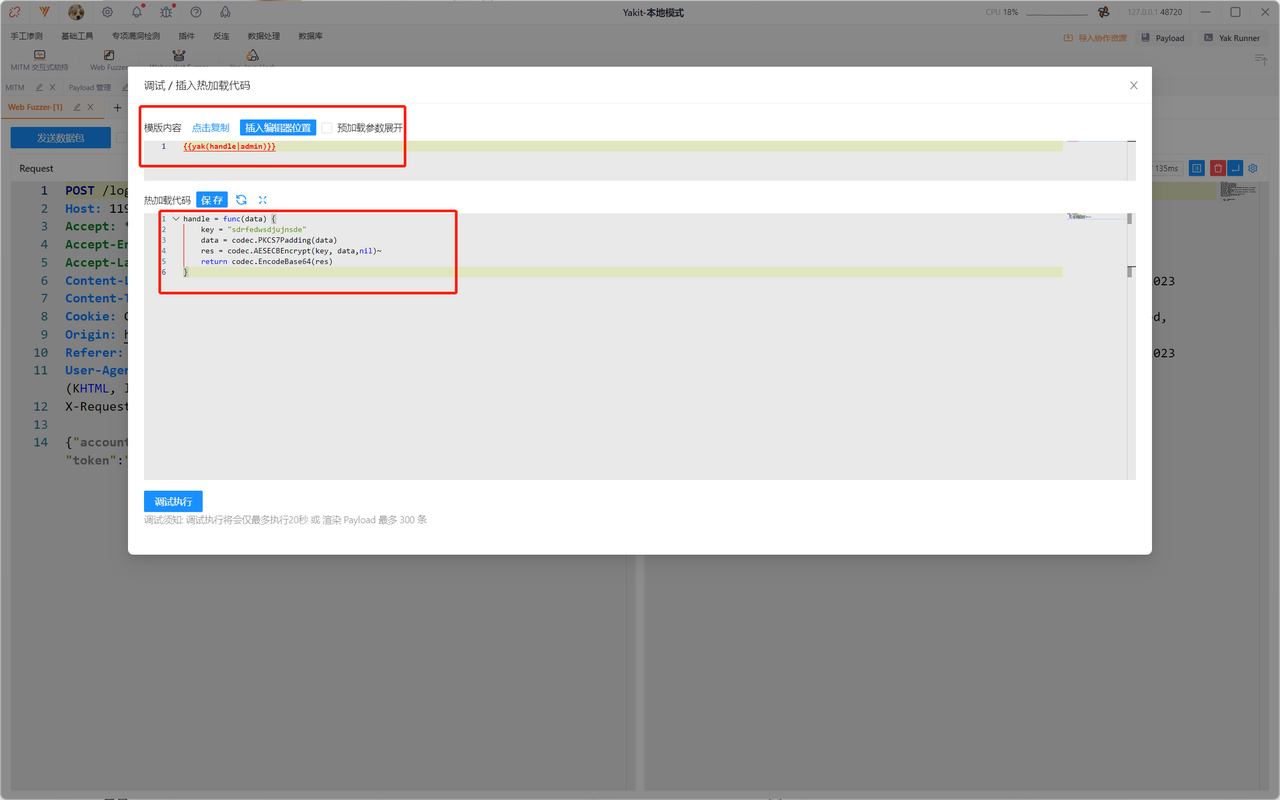 Yakit-本地模式
CPU 18%
127.0.0.1 48720
手工渗透 基础工具 专项漏洞检测 插件 反连 数据处理 数据库
导入协作资源 Payload Yak Runner
MITM 交互式劫持 Web Fuzzer
MITM Payload 管理
Web Fuzzer-[1]
发送数据包
Request
135ms
1 POST /log
2 Host: 119
3 Accept: *
4 Accept-En
5 Accept-La
6 Content-L
2023
7 Content-T
8 Cookie: C
d,
9 Origin: h
10 Referer:
2023
11 User-Agen
(KHTML, l
12 X-Request
13
14 {"account
"token":"
调试 / 插入热加载代码
模版内容 点击复制 插入编辑器位置 预加载参数展开
1 {{yak(handle|admin)}}
热加载代码 保存
1 handle = func(data) {
2 key = "sdrfedwsdjujnsde"
3 data = codec.PKCS7Padding(data)
4 res = codec.AESECBEncrypt(key, data,nil)~
5 return codec.EncodeBase64(res)
6 }
调试执行
调试须知: 调试执行将会仅最多执行20秒 或 渲染 Payload 最多 300 条